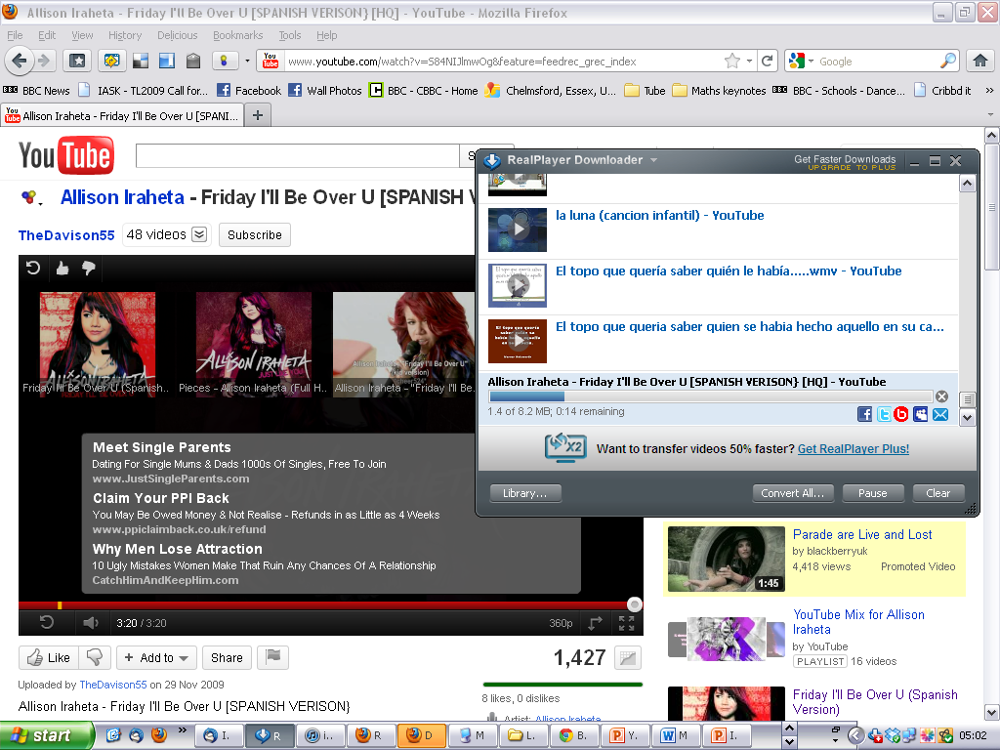 Allison Iraheta - Friday I'll Be Over U [SPANISH VERISON} [HQ] - YouTube - Mozilla Firefox
File Edit View History Delicious Bookmarks Tools Help
You Tube www.youtube.com/watch?v=S84NIJlmwOg&feature=feedrec_grec_index Google
BBC BBC News IASK - TL2009 Call for... Facebook Wall Photos BBC - CBBC - Home Chelmsford, Essex, U... Tube Maths keynotes BBC BBC - Schools - Dance... Cribbd it »
You Tube Allison Iraheta - Friday I'll Be Over U [SPANI...
YouTube S
RealPlayer Downloader
Get Faster Downloads
UPGRADE TO PLUS
la luna (cancion infantil) - YouTube
El topo que quería saber quién le había.....wmv - YouTube
El topo que queria saber quien se habia hecho aquello en su ca...
Allison Iraheta - Friday I'll Be Over U [SPANISH VERISON} [HQ] - YouTube
1.4 of 8.2 MB; 0:14 remaining
X2 Want to transfer videos 50% faster? Get RealPlayer Plus!
Library... Convert All... Pause Clear
Allison Iraheta - Friday I'll Be Over U [SPANISH V
TheDavison55 48 videos Subscribe
ALLISON IRAHETA
Friday I'll Be Over U (Spanish... Pieces - Allison Iraheta (Full H... Allison Iraheta - "Friday I'll Be...
Meet Single Parents
Dating For Single Mums & Dads 1000s Of Singles, Free To Join
www.JustSingleParents.com
Claim Your PPI Back
You May Be Owed Money & Not Realise - Refunds in as Little as 4 Weeks
www.ppiclaimback.co.uk/refund
Why Men Lose Attraction
10 Ugly Mistakes Women Make That Ruin Any Chances Of A Relationship
CatchHimAndKeepHim.com
3:20 / 3:20 360p
Like Add to Share 1,427
Uploaded by TheDavison55 on 29 Nov 2009
8 likes, 0 dislikes
Allison Iraheta - Friday I'll Be Over U [SPANISH VERISON}
Artist: Allison Iraheta
Parade are Live and Lost
by blackberryuk
4,418 views Promoted Video
1:45
YouTube Mix for Allison
Iraheta
by YouTube
PLAYLIST 16 videos
Friday I'll Be Over U (Spanish
Version)
start » I. R i.. R D M L. B. Y. M I. 05:02